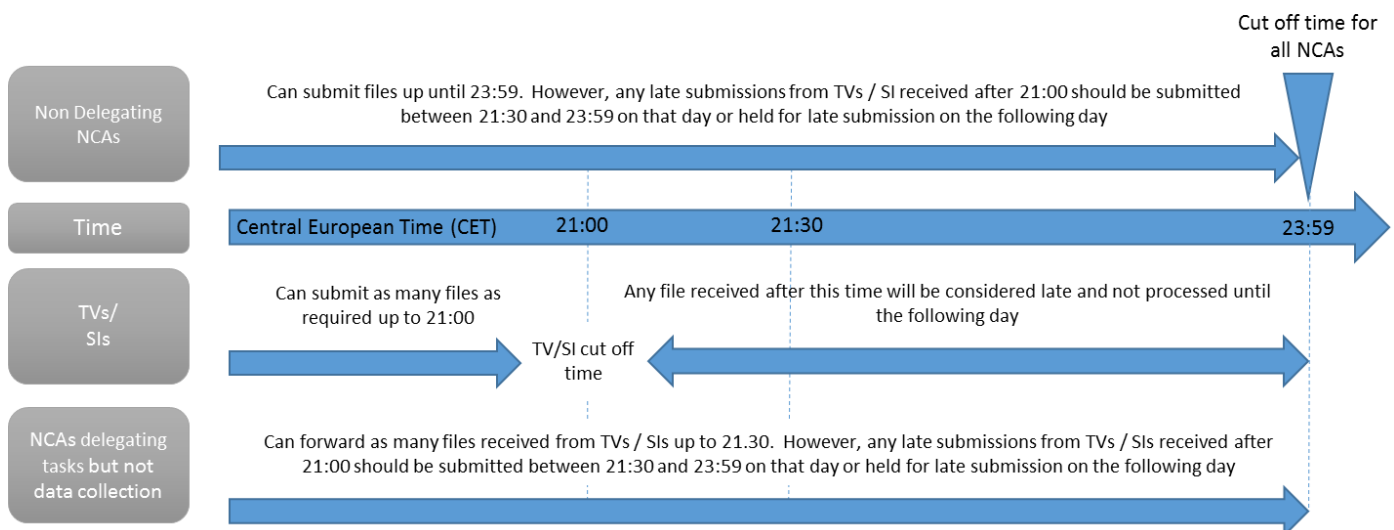 Cut off time for
all NCAs
Non Delegating
NCAs
Can submit files up until 23:59. However, any late submissions from TVs / SI received after 21:00 should be submitted
between 21:30 and 23:59 on that day or held for late submission on the following day
Time
Central European Time (CET) 21:00 21:30 23:59
TVs/
SIs
Can submit as many files as
required up to 21:00
Any file received after this time will be considered late and not processed until
the following day
TV/SI cut off
time
NCAs delegating
tasks but not
data collection
Can forward as many files received from TVs / SIs up to 21.30. However, any late submissions from TVs / SIs received after
21:00 should be submitted between 21:30 and 23:59 on that day or held for late submission on the following day